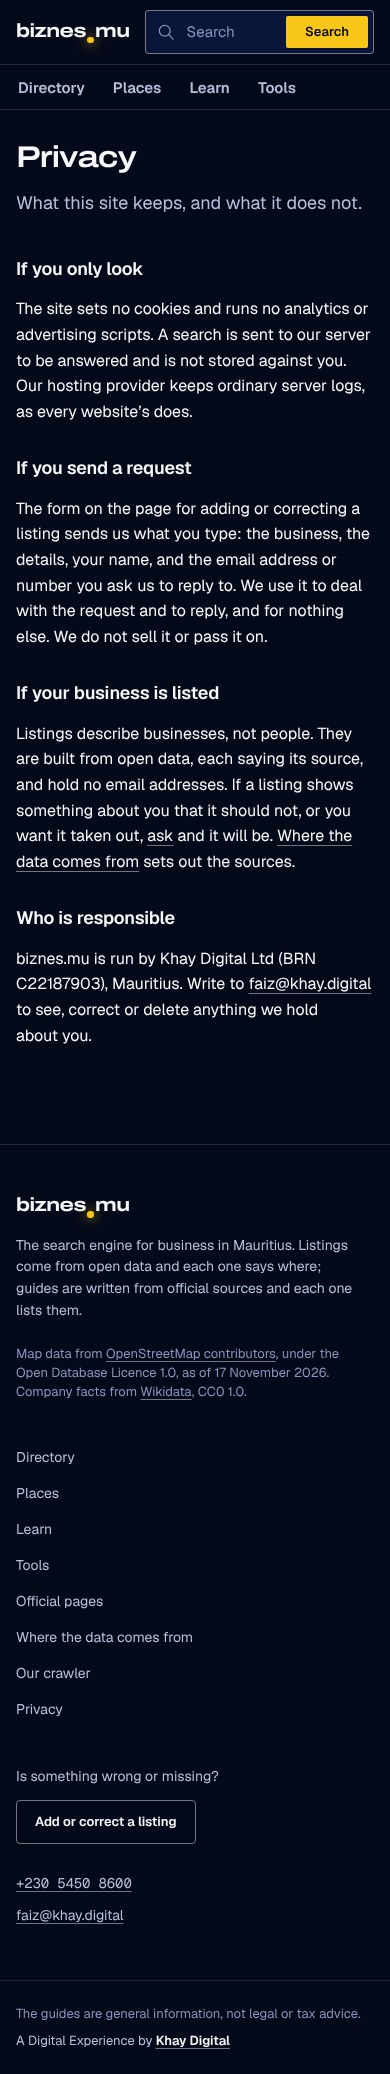 biznes.mu
Search
Search
Directory Places Learn Tools
Privacy
What this site keeps, and what it does not.
If you only look
The site sets no cookies and runs no analytics or
advertising scripts. A search is sent to our server
to be answered and is not stored against you.
Our hosting provider keeps ordinary server logs,
as every website’s does.
If you send a request
The form on the page for adding or correcting a
listing sends us what you type: the business, the
details, your name, and the email address or
number you ask us to reply to. We use it to deal
with the request and to reply, and for nothing
else. We do not sell it or pass it on.
If your business is listed
Listings describe businesses, not people. They
are built from open data, each saying its source,
and hold no email addresses. If a listing shows
something about you that it should not, or you
want it taken out, ask and it will be. Where the
data comes from sets out the sources.
Who is responsible
biznes.mu is run by Khay Digital Ltd (BRN
C22187903), Mauritius. Write to faiz@khay.digital
to see, correct or delete anything we hold
about you.
biznes.mu
The search engine for business in Mauritius. Listings
come from open data and each one says where;
guides are written from official sources and each one
lists them.
Map data from OpenStreetMap contributors, under the
Open Database Licence 1.0, as of 17 November 2026.
Company facts from Wikidata, CC0 1.0.
Directory
Places
Learn
Tools
Official pages
Where the data comes from
Our crawler
Privacy
Is something wrong or missing?
Add or correct a listing
+230 5450 8600
faiz@khay.digital
The guides are general information, not legal or tax advice.
A Digital Experience by Khay Digital